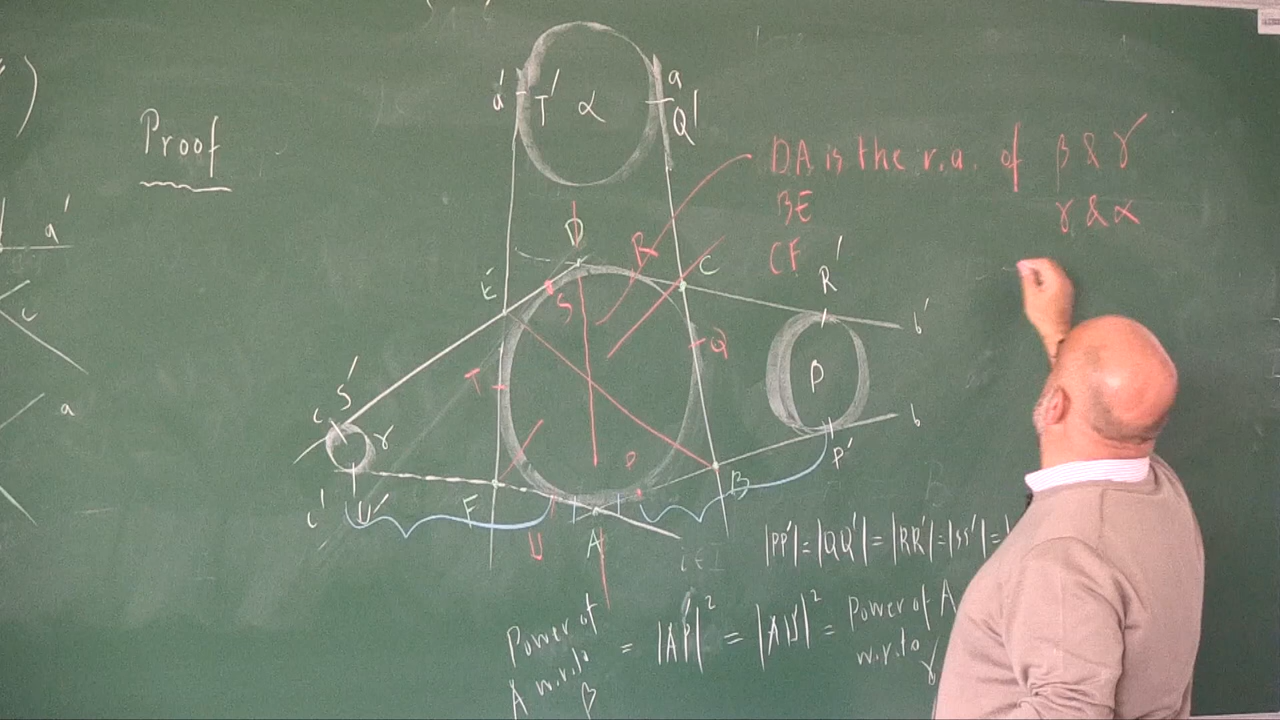 )
a'
c
a
Proof
a'
T'
α
a
Q'
DA is the r.a. of β & γ
BE γ & α
CF
D
R
C
R'
E
S
b'
Q
T
P
b
S'
c
γ
P
B
P'
c'
U'
F
U
A
i∈I
|PP'|=|QQ'|=|RR'|=|SS'|=
Power of A w.r.to β = |AP'|² = |AU'|² = Power of A w.r.to γ